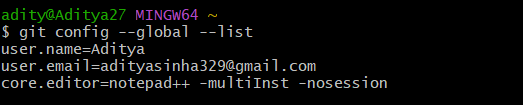 adity@Aditya27 MINGW64 ~
$ git config --global --list
user.name=Aditya
user.email=adityasinha329@gmail.com
core.editor=notepad++ -multiInst -nosession